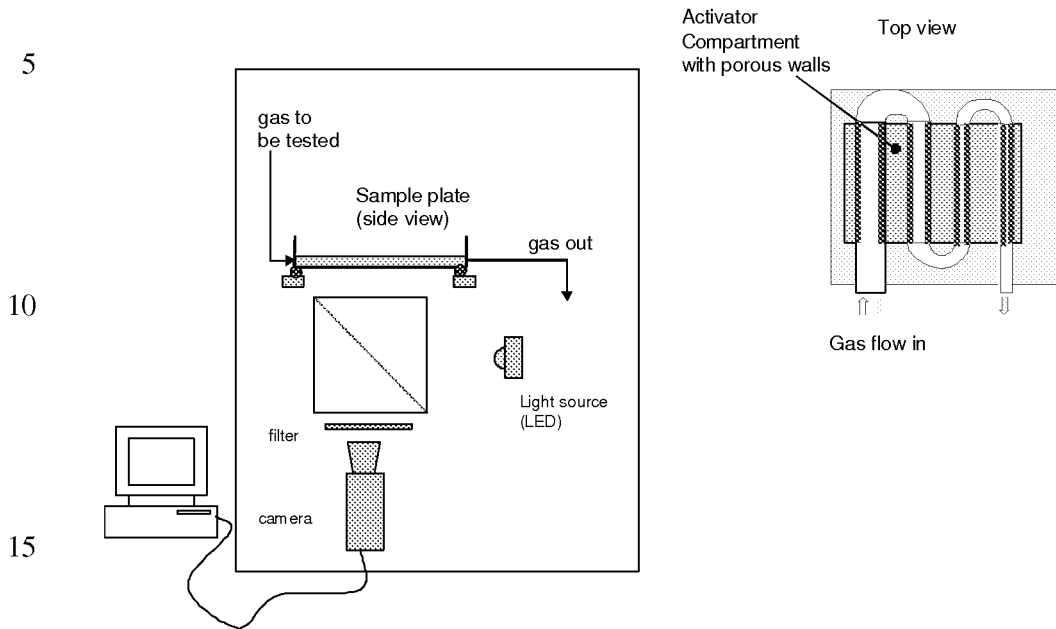 5
Activator
Compartment
with porous walls
Top view
gas to
be tested
Sample plate
(side view)
gas out
10
Gas flow in
Light source
(LED)
filter
camera
15